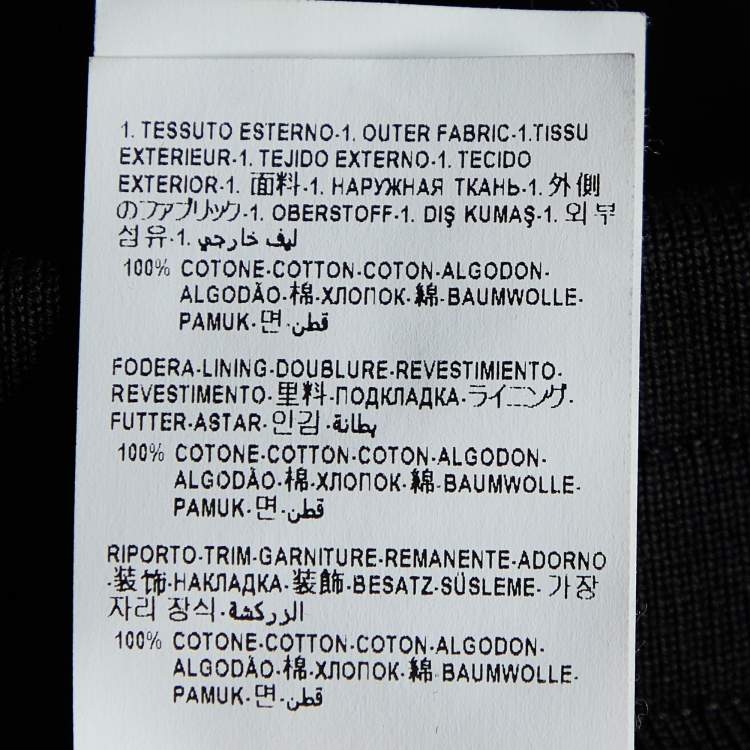 1. TESSUTO ESTERNO-1. OUTER FABRIC-1.TISSU
EXTERIEUR-1. TEJIDO EXTERNO-1. TECIDO
EXTERIOR-1. 面料-1. НАРУЖНАЯ ТКАНЬ-1. 外側
のファブリック-1. OBERSTOFF-1. DIŞ KUMAŞ-1. 외부
섬유-1. ليف خارجي
100% COTONE-COTTON-COTON-ALGODON-
ALGODÃO-棉-ХЛОПОК-綿-BAUMWOLLE-
PAMUK-면-قطن
FODERA-LINING-DOUBLURE-REVESTIMIENTO-
REVESTIMENTO-里料-ПОДКЛАДКА-ライニング-
FUTTER-ASTAR-안감-بطانة
100% COTONE-COTTON-COTON-ALGODON-
ALGODÃO-棉-ХЛОПОК-綿-BAUMWOLLE-
PAMUK-면-قطن
RIPORTO-TRIM-GARNITURE-REMANENTE-ADORNO
-装饰-НАКЛАДКА-装飾-BESATZ-SÜSLEME-가장
자리 장식-الزركشة
100% COTONE-COTTON-COTON-ALGODON-
ALGODÃO-棉-ХЛОПОК-綿-BAUMWOLLE-
PAMUK-면-قطن